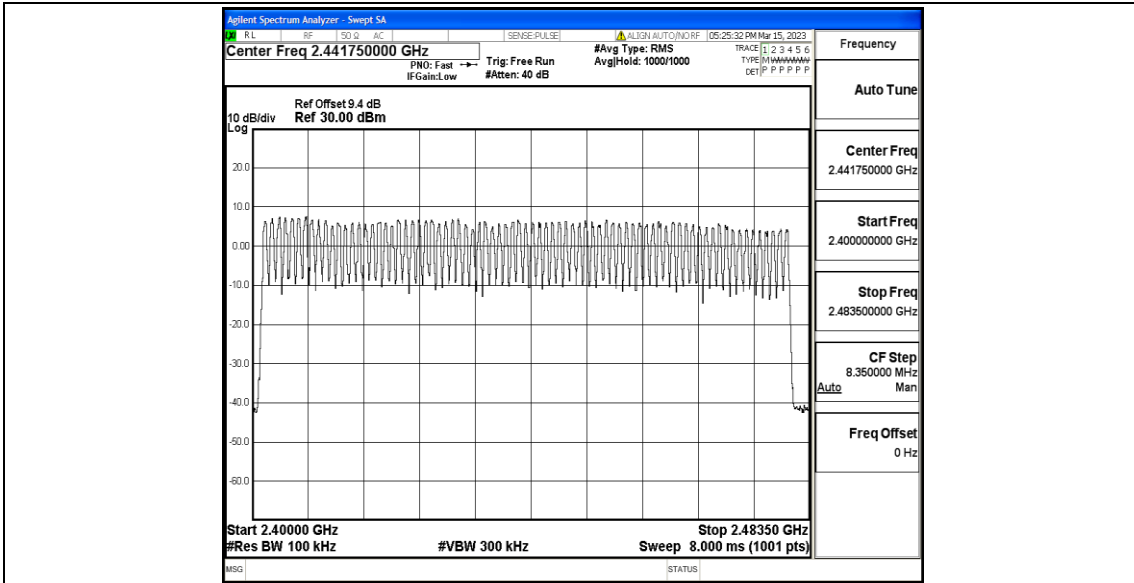 Agilent Spectrum Analyzer - Swept SA
LXI RL RF 50 Ω AC SENSE:PULSE ALIGN AUTO/NO RF 05:25:32 PM Mar 15, 2023
Center Freq 2.441750000 GHz
#Avg Type: RMS
TRACE 1 2 3 4 5 6
PNO: Fast
Trig: Free Run
Avg|Hold: 1000/1000
TYPE M WWWWW
IFGain:Low
#Atten: 40 dB
DET P P P P P P
Ref Offset 9.4 dB
10 dB/div Ref 30.00 dBm
Log
20.0
10.0
0.00
-10.0
-20.0
-30.0
-40.0
-50.0
-60.0
Start 2.40000 GHz
Stop 2.48350 GHz
#Res BW 100 kHz
#VBW 300 kHz
Sweep 8.000 ms (1001 pts)
MSG
STATUS
Frequency
Auto Tune
Center Freq
2.441750000 GHz
Start Freq
2.400000000 GHz
Stop Freq
2.483500000 GHz
CF Step
8.350000 MHz
Auto Man
Freq Offset
0 Hz